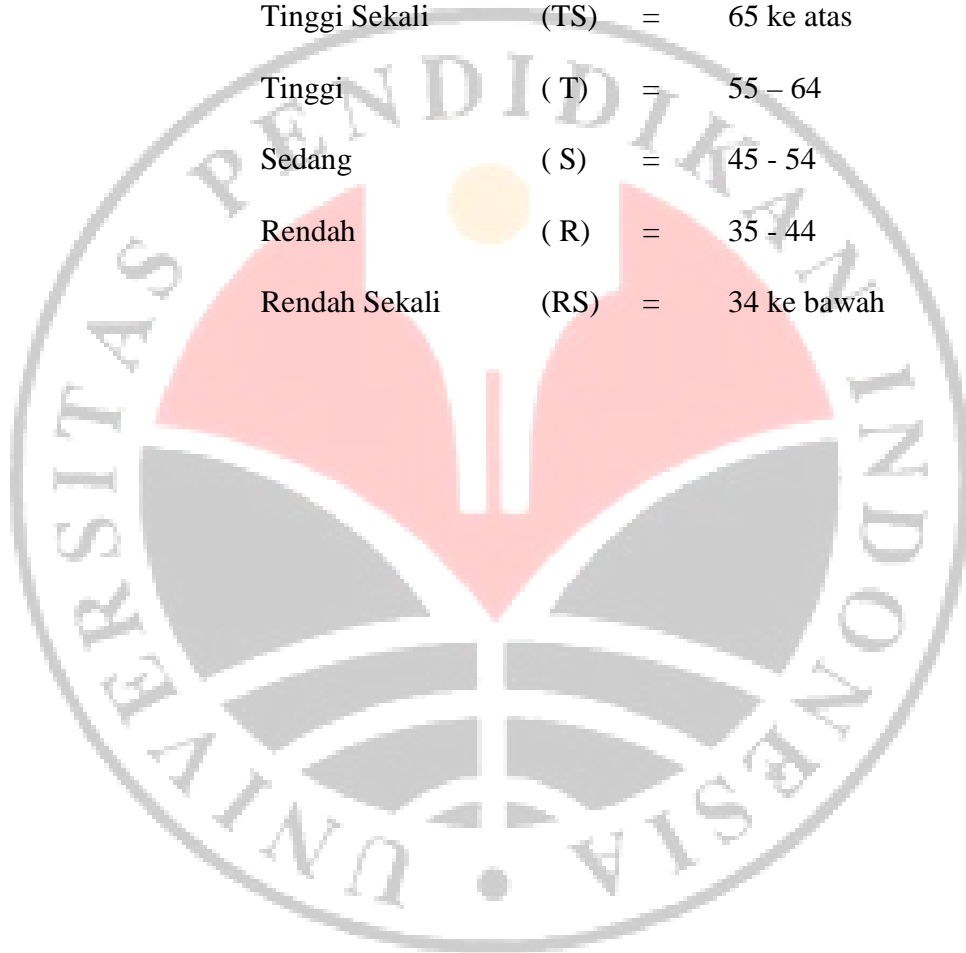 Tinggi Sekali (TS) = 65 ke atas
Tinggi ( T) = 55 – 64
Sedang ( S) = 45 - 54
Rendah ( R) = 35 - 44
Rendah Sekali (RS) = 34 ke bawah
UNIVERSITAS PENDIDIKAN INDONESIA •